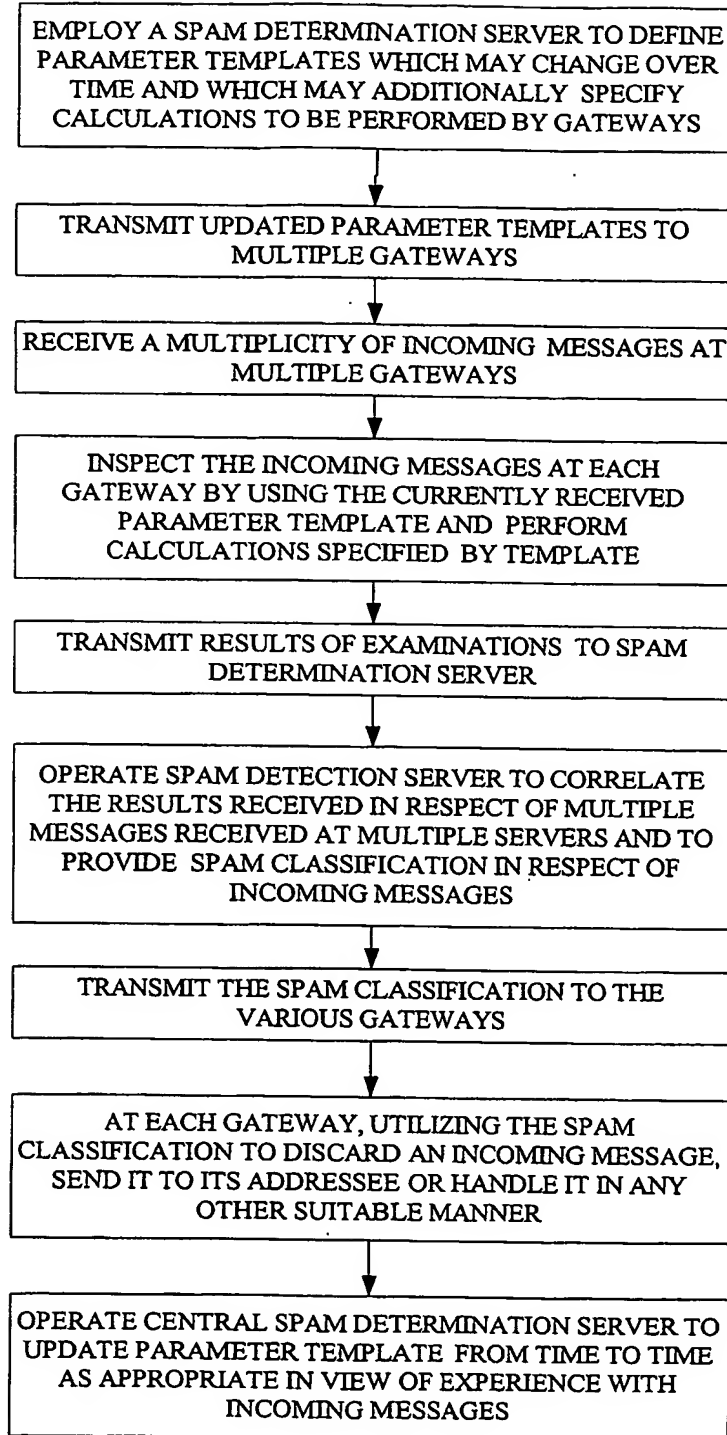 EMPLOY A SPAM DETERMINATION SERVER TO DEFINE
PARAMETER TEMPLATES WHICH MAY CHANGE OVER
TIME AND WHICH MAY ADDITIONALLY SPECIFY
CALCULATIONS TO BE PERFORMED BY GATEWAYS
TRANSMIT UPDATED PARAMETER TEMPLATES TO
MULTIPLE GATEWAYS
RECEIVE A MULTIPLICITY OF INCOMING MESSAGES AT
MULTIPLE GATEWAYS
INSPECT THE INCOMING MESSAGES AT EACH
GATEWAY BY USING THE CURRENTLY RECEIVED
PARAMETER TEMPLATE AND PERFORM
CALCULATIONS SPECIFIED BY TEMPLATE
TRANSMIT RESULTS OF EXAMINATIONS TO SPAM
DETERMINATION SERVER
OPERATE SPAM DETECTION SERVER TO CORRELATE
THE RESULTS RECEIVED IN RESPECT OF MULTIPLE
MESSAGES RECEIVED AT MULTIPLE SERVERS AND TO
PROVIDE SPAM CLASSIFICATION IN RESPECT OF
INCOMING MESSAGES
TRANSMIT THE SPAM CLASSIFICATION TO THE
VARIOUS GATEWAYS
AT EACH GATEWAY, UTILIZING THE SPAM
CLASSIFICATION TO DISCARD AN INCOMING MESSAGE,
SEND IT TO ITS ADDRESSEE OR HANDLE IT IN ANY
OTHER SUITABLE MANNER
OPERATE CENTRAL SPAM DETERMINATION SERVER TO
UPDATE PARAMETER TEMPLATE FROM TIME TO TIME
AS APPROPRIATE IN VIEW OF EXPERIENCE WITH
INCOMING MESSAGES